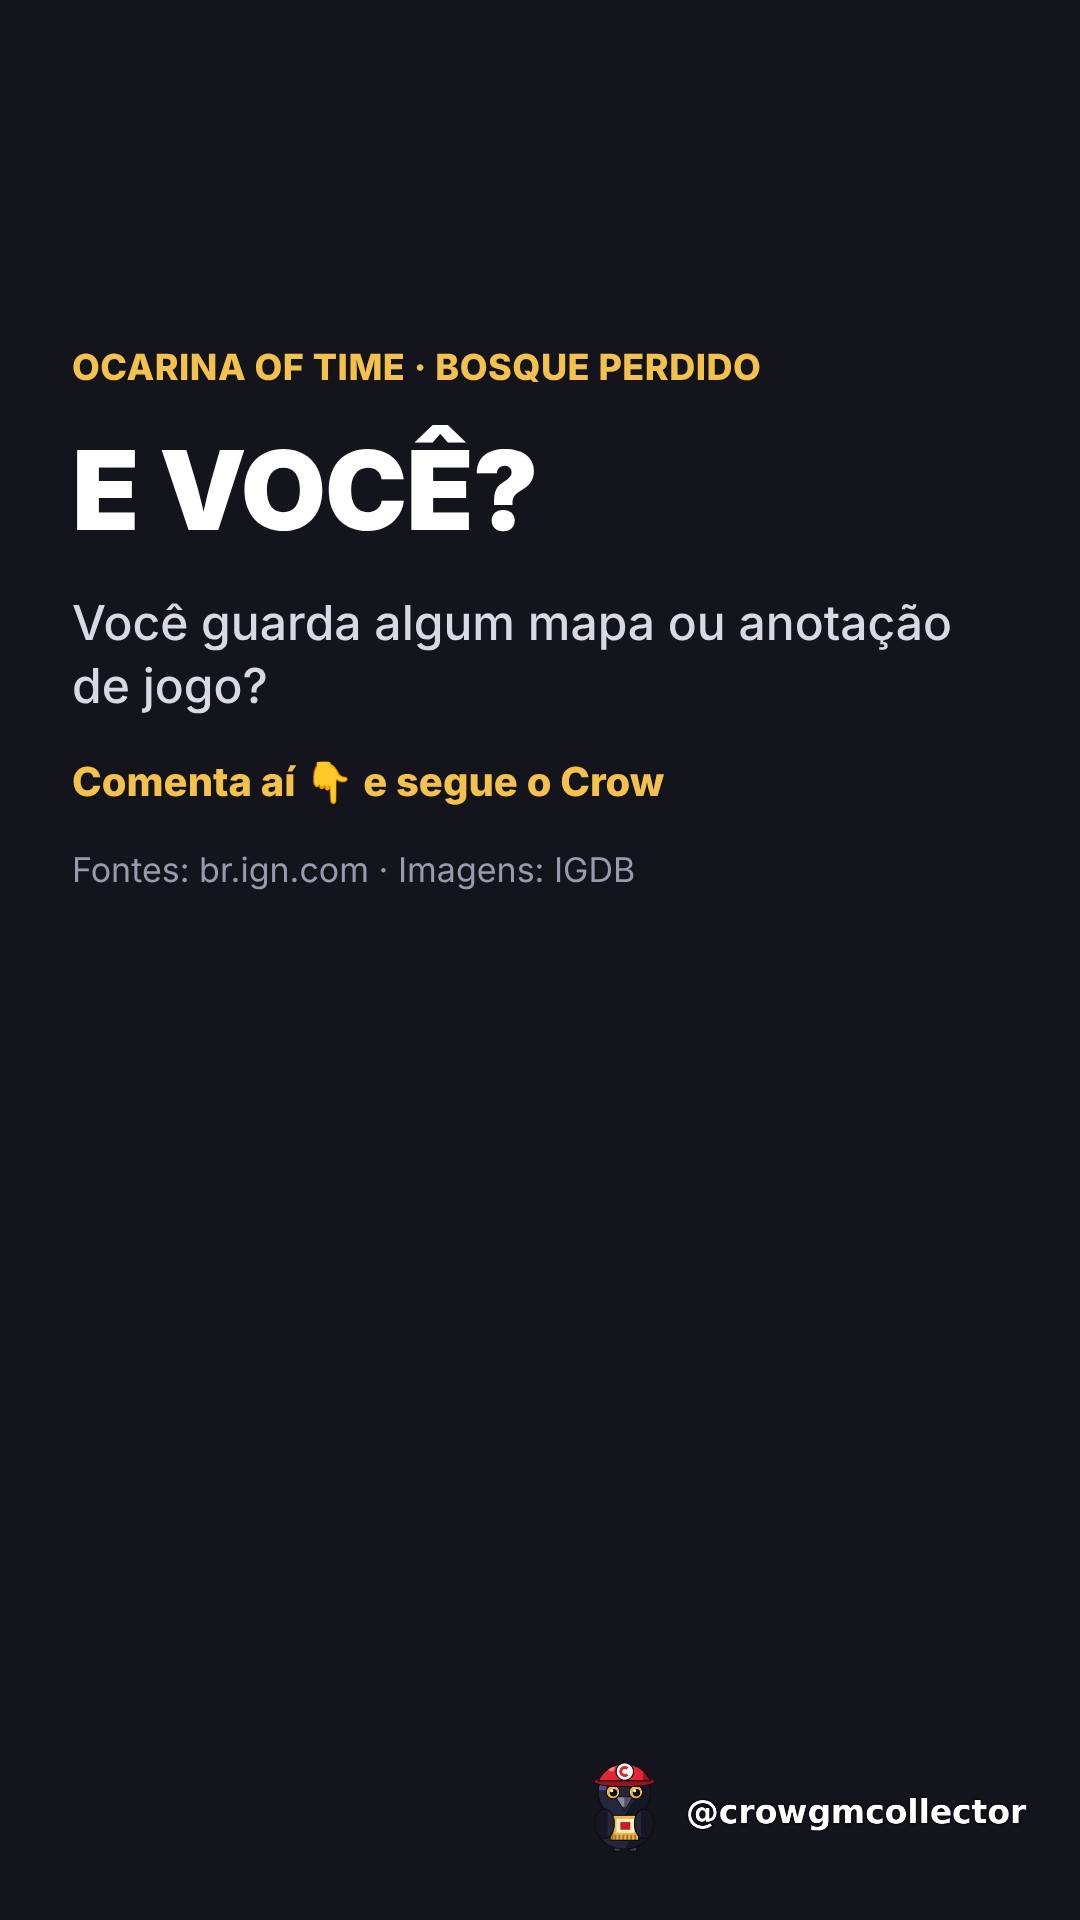 OCARINA OF TIME · BOSQUE PERDIDO
E VOCÊ?
Você guarda algum mapa ou anotação
de jogo?
Comenta aí 👇 e segue o Crow
Fontes: br.ign.com · Imagens: IGDB
C
@crowgmcollector